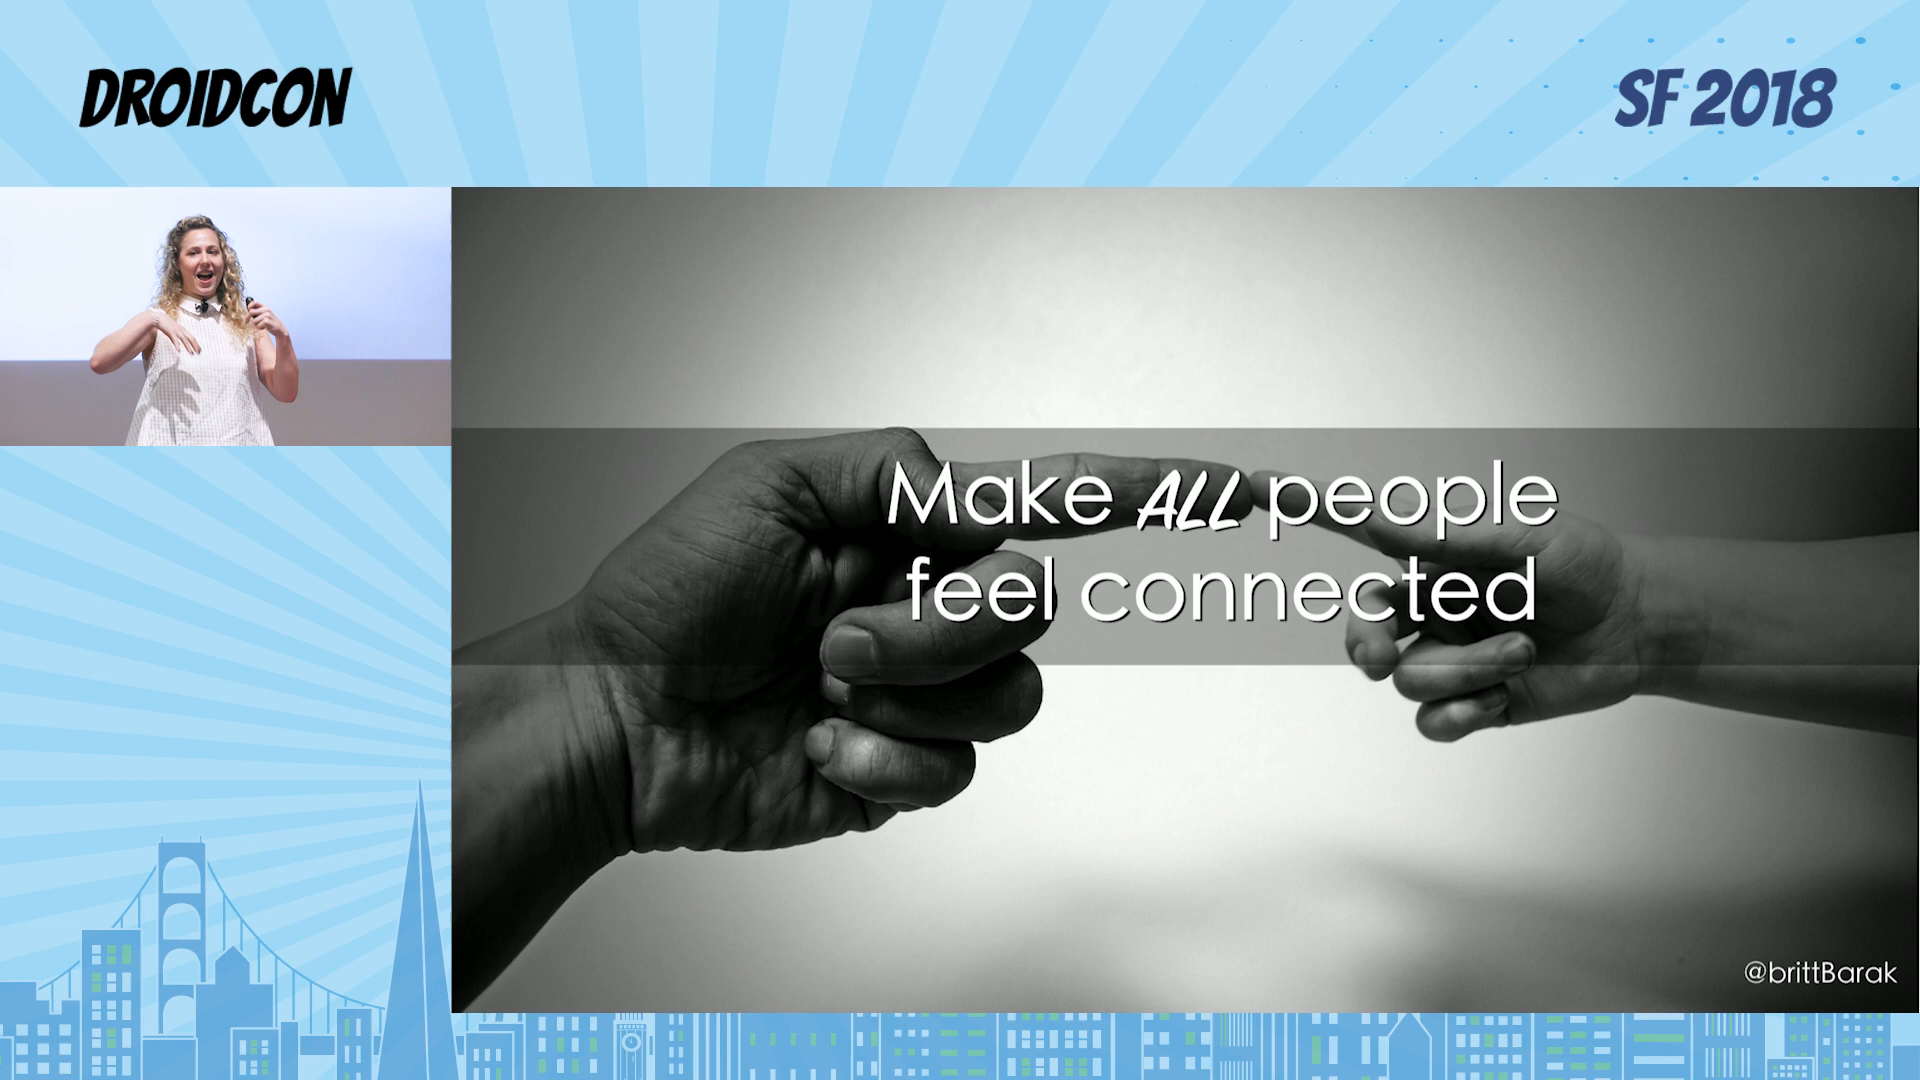 DROIDCON
SF 2018
Make ALL people
feel connected
@brittBarak